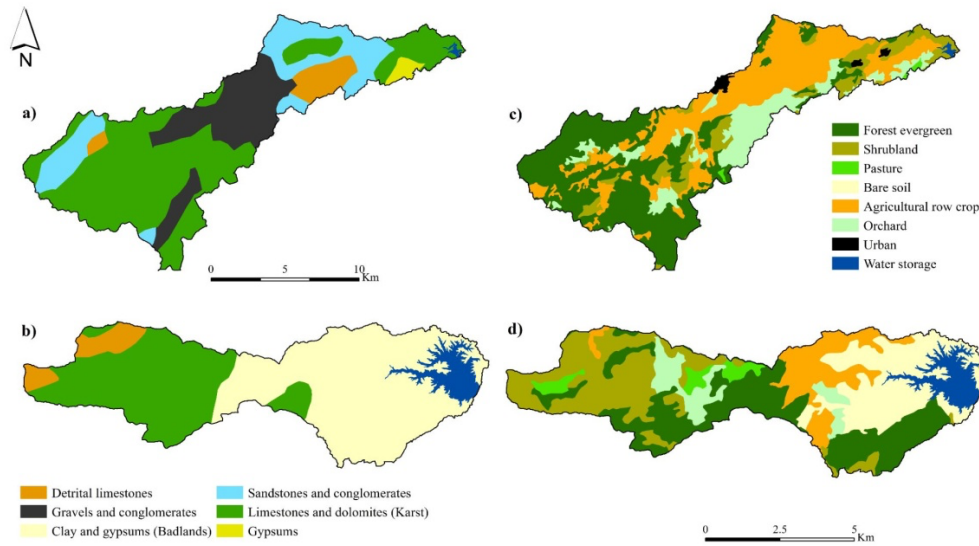 N
a)
0 5 10
Km
c)
Forest evergreen
Shrubland
Pasture
Bare soil
Agricultural row crop
Orchard
Urban
Water storage
b)
Detrital limestones
Gravels and conglomerates
Clay and gypsums (Badlands)
Sandstones and conglomerates
Limestones and dolomites (Karst)
Gypsums
d)
0 2.5 5
Km